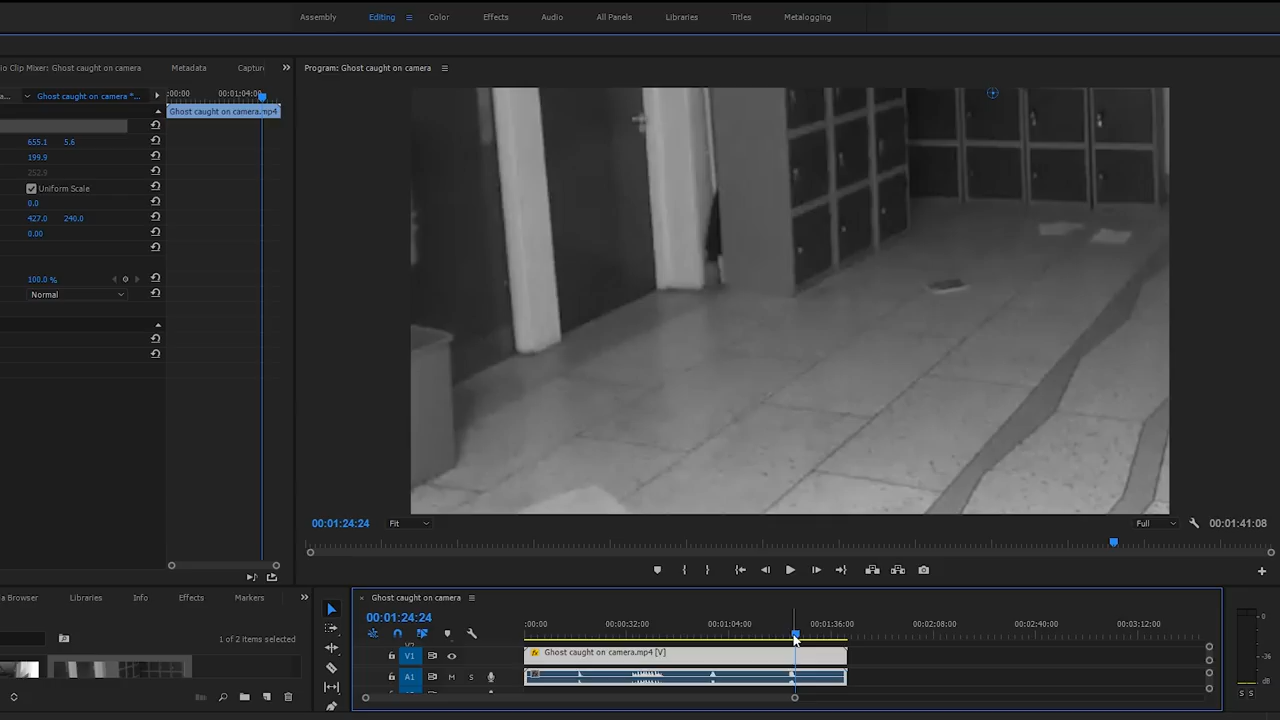 Assembly Editing Color Effects Audio All Panels Libraries Titles Metalogging
io Clip Mixer: Ghost caught on camera Metadata Captur
Program: Ghost caught on camera
a... Ghost caught on camera *...
:00:00 00:01:04:00
Ghost caught on camera.mp4
655.1 5.6
199.9
252.9
Uniform Scale
0.0
427.0 240.0
0.00
100.0 %
Normal
00:01:24:24 Fit Full 00:01:41:08
a Browser Libraries Info Effects Markers
1 of 2 Items selected
Ghost caught on camera
00:01:24:24
:00:00 00:00:32:00 00:01:04:00 00:01:36:00 00:02:08:00 00:02:40:00 00:03:12:00
V1 fx Ghost caught on camera.mp4 [V]
A1 M S
0
-36
dB
S S